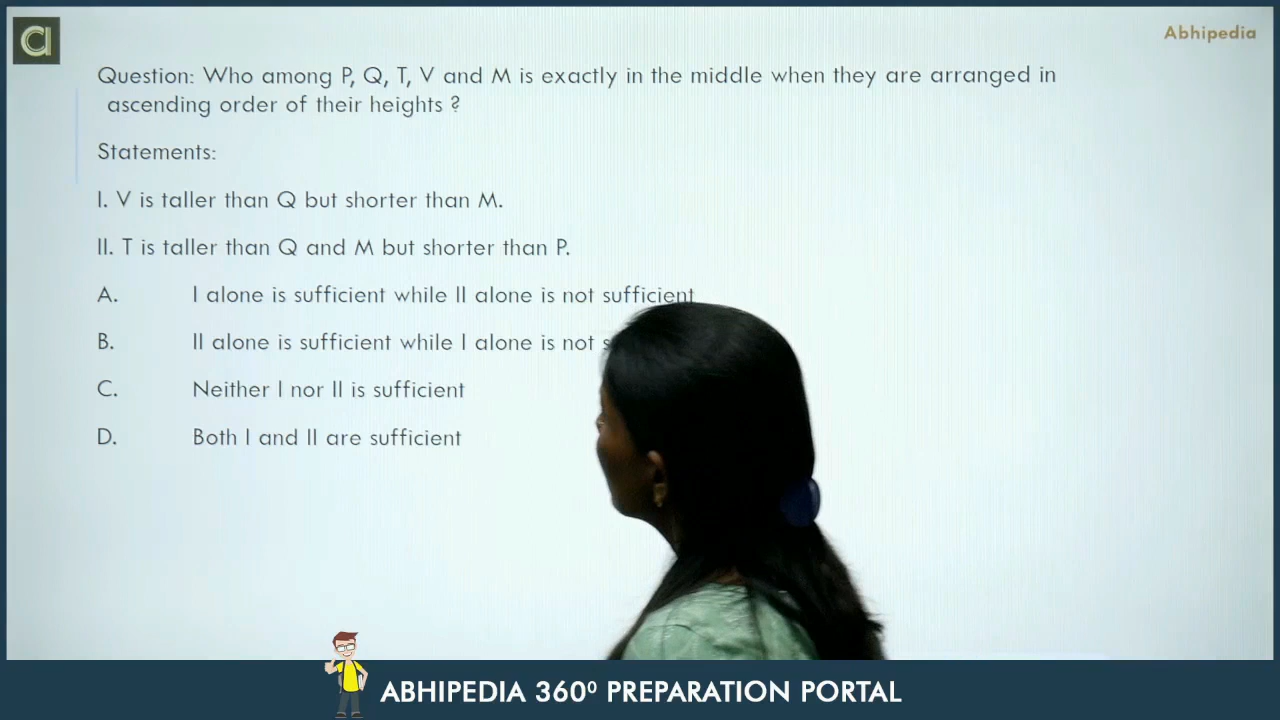 Abhipedia
Question: Who among P, Q, T, V and M is exactly in the middle when they are arranged in
ascending order of their heights ?
Statements:
I. V is taller than Q but shorter than M.
II. T is taller than Q and M but shorter than P.
A. I alone is sufficient while II alone is not sufficient
B. II alone is sufficient while I alone is not
C. Neither I nor II is sufficient
D. Both I and II are sufficient
ABHIPEDIA 360⁰ PREPARATION PORTAL